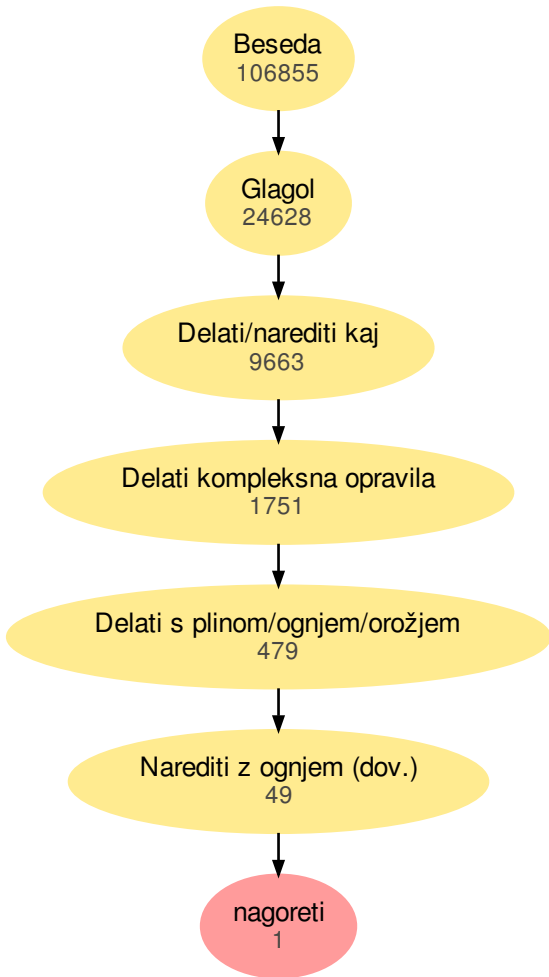 Beseda
106855
Glagol
24628
Delati/narediti kaj
9663
Delati kompleksna opravila
1751
Delati s plinom/ognjem/orožjem
479
Narediti z ognjem (dov.)
49
nagoreti
1